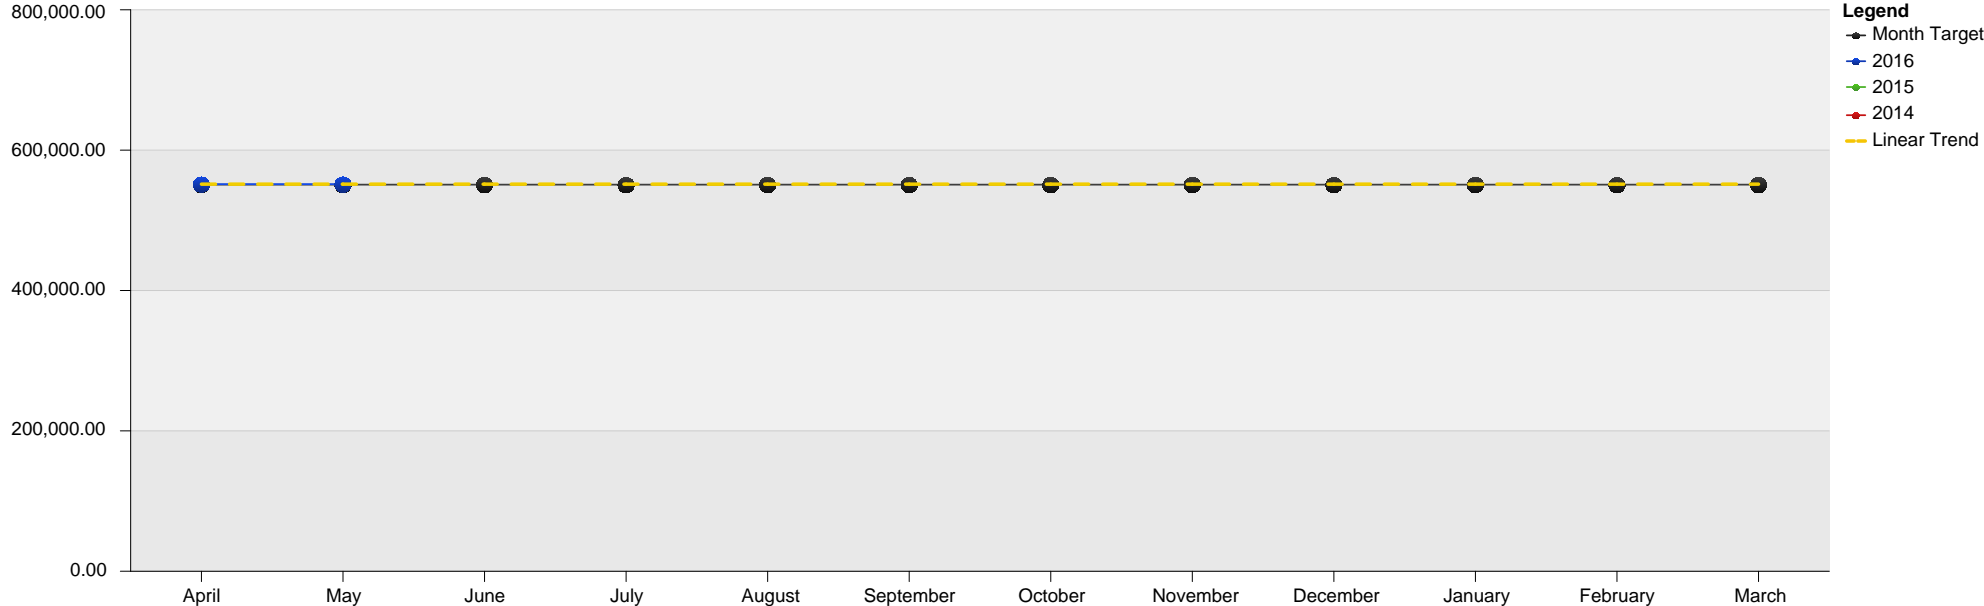 800,000.00
600,000.00
400,000.00
200,000.00
0.00
April May June July August September October November December January February March
Legend
Month Target
2016
2015
2014
Linear Trend